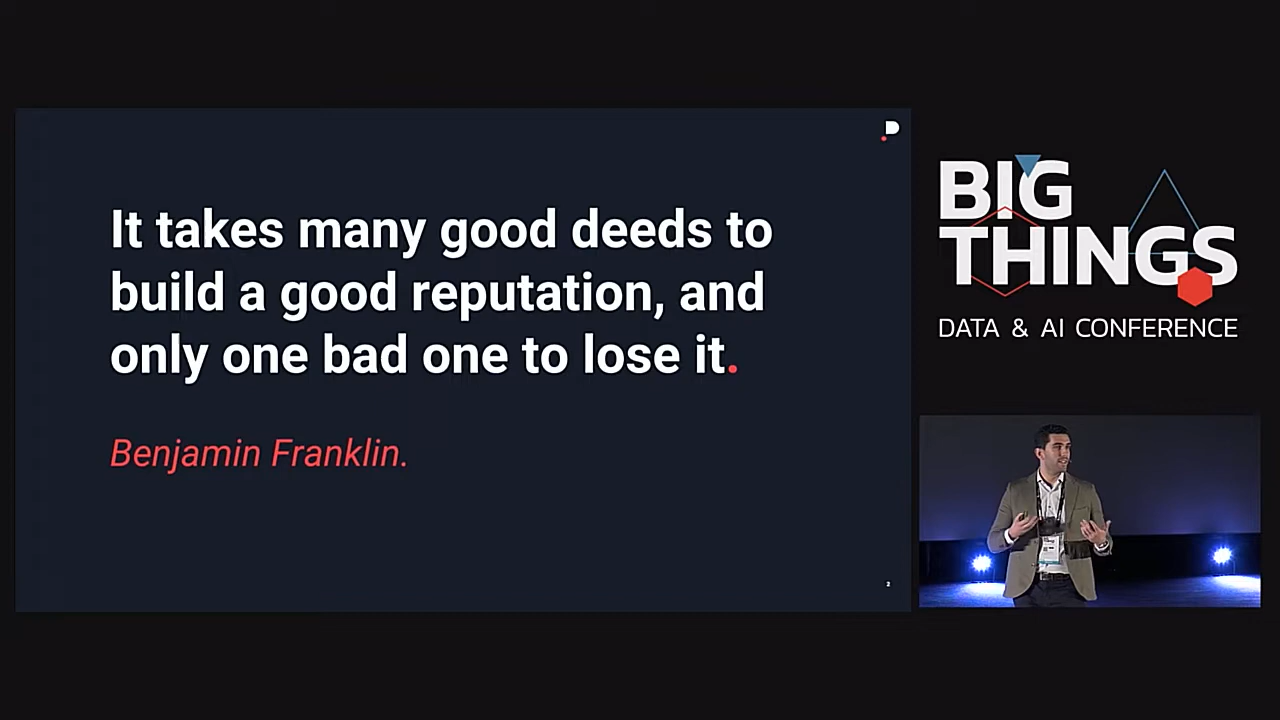 It takes many good deeds to
build a good reputation, and
only one bad one to lose it.
Benjamin Franklin.
2
BIG
THINGS
DATA & AI CONFERENCE